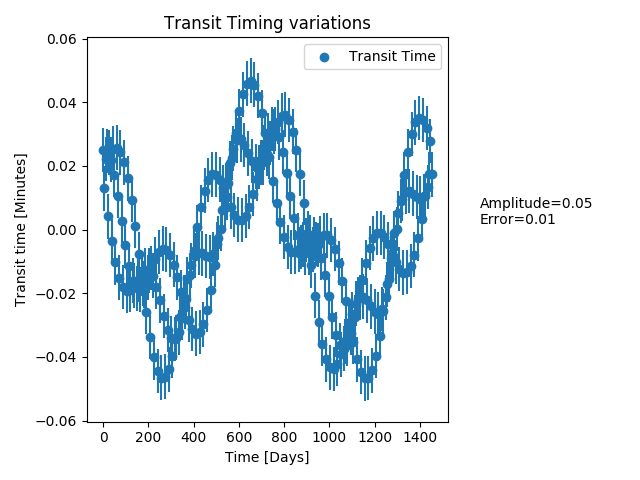 Transit Timing variations
Transit Time
Transit time [Minutes]
0.06
0.04
0.02
0.00
−0.02
−0.04
−0.06
0 200 400 600 800 1000 1200 1400
Time [Days]
Amplitude=0.05
Error=0.01